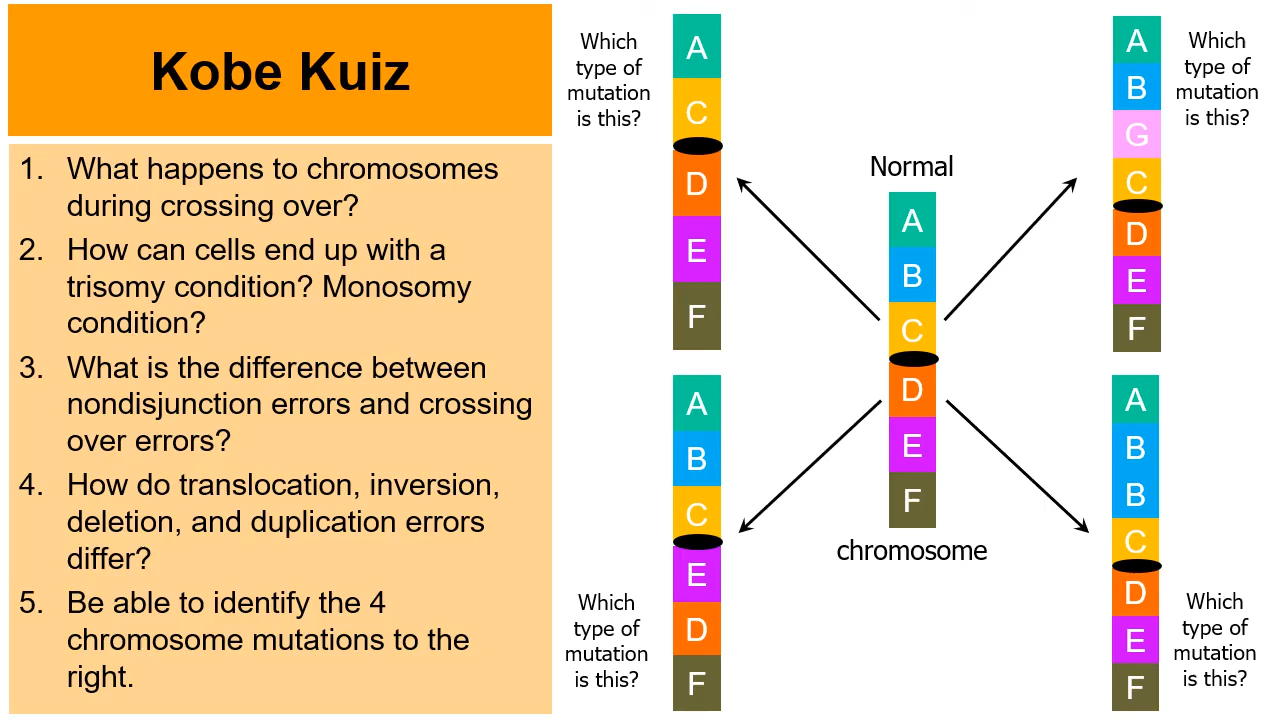 Kobe Kuiz
1. What happens to chromosomes
during crossing over?
2. How can cells end up with a
trisomy condition? Monosomy
condition?
3. What is the difference between
nondisjunction errors and crossing
over errors?
4. How do translocation, inversion,
deletion, and duplication errors
differ?
5. Be able to identify the 4
chromosome mutations to the
right.
Which
type of
mutation
is this?
A
C
D
E
F
Normal
A
B
C
D
E
F
chromosome
A
B
G
C
D
E
F
Which
type of
mutation
is this?
Which
type of
mutation
is this?
A
B
C
E
D
F
A
B
B
C
D
E
F
Which
type of
mutation
is this?